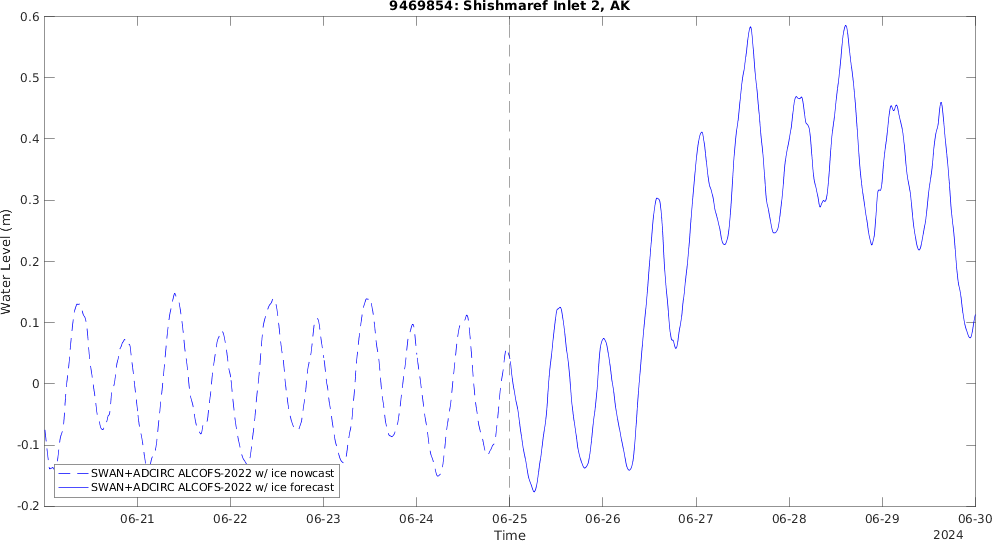 9469854: Shishmaref Inlet 2, AK
0.6
0.5
0.4
0.3
0.2
0.1
0
-0.1
-0.2
Water Level (m)
SWAN+ADCIRC ALCOFS-2022 w/ ice nowcast
SWAN+ADCIRC ALCOFS-2022 w/ ice forecast
06-21 06-22 06-23 06-24 06-25 06-26 06-27 06-28 06-29 06-30
Time
2024